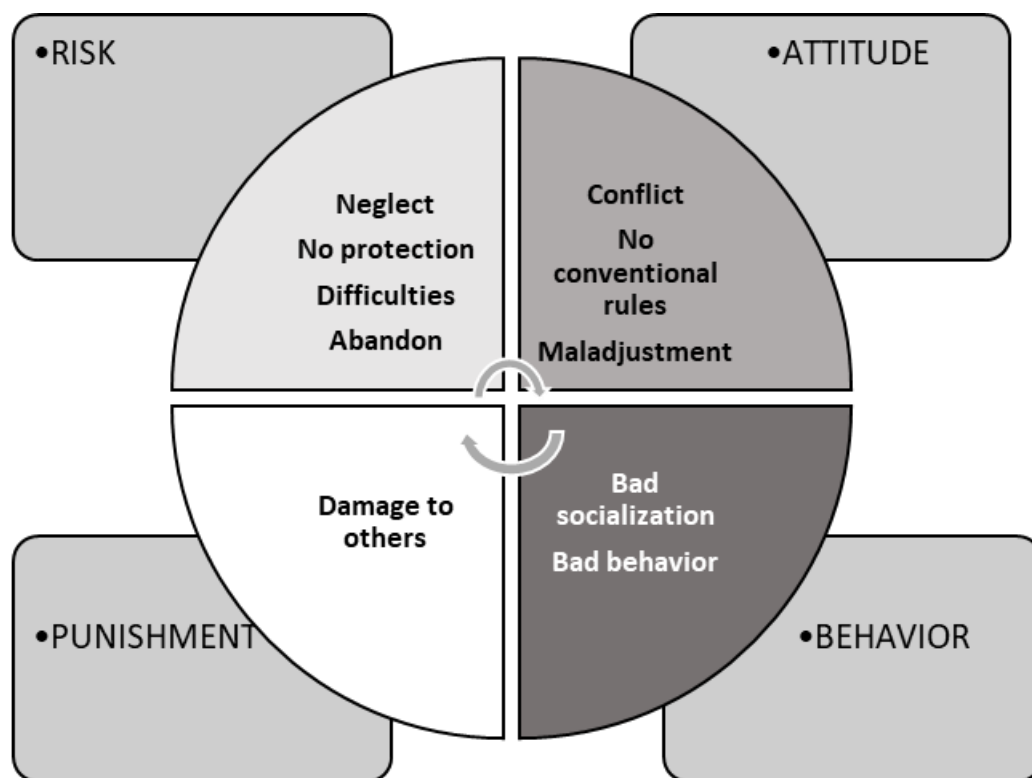 •RISK
Neglect
No protection
Difficulties
Abandon
•ATTITUDE
Conflict
No
conventional
rules
Maladjustment
•PUNISHMENT
Damage to
others
•BEHAVIOR
Bad
socialization
Bad behavior